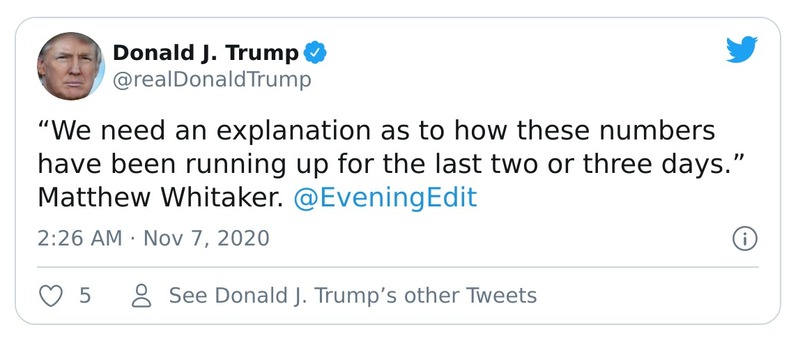 Donald J. Trump
@realDonaldTrump
“We need an explanation as to how these numbers
have been running up for the last two or three days.”
Matthew Whitaker. @EveningEdit
2:26 AM · Nov 7, 2020
5
See Donald J. Trump’s other Tweets